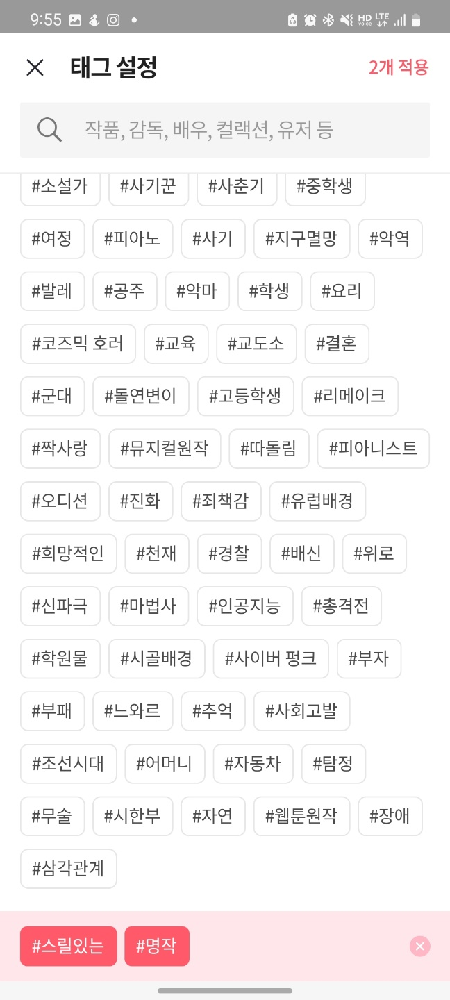 9:55 HD voice LTE
태그 설정 2개 적용
작품, 감독, 배우, 컬랙션, 유저 등
#소설가 #사기꾼 #사춘기 #중학생
#여정 #피아노 #사기 #지구멸망 #악역
#발레 #공주 #악마 #학생 #요리
#코즈믹 호러 #교육 #교도소 #결혼
#군대 #돌연변이 #고등학생 #리메이크
#짝사랑 #뮤지컬원작 #따돌림 #피아니스트
#오디션 #진화 #죄책감 #유럽배경
#희망적인 #천재 #경찰 #배신 #위로
#신파극 #마법사 #인공지능 #총격전
#학원물 #시골배경 #사이버 펑크 #부자
#부패 #느와르 #추억 #사회고발
#조선시대 #어머니 #자동차 #탐정
#무술 #시한부 #자연 #웹툰원작 #장애
#삼각관계
#스릴있는 #명작